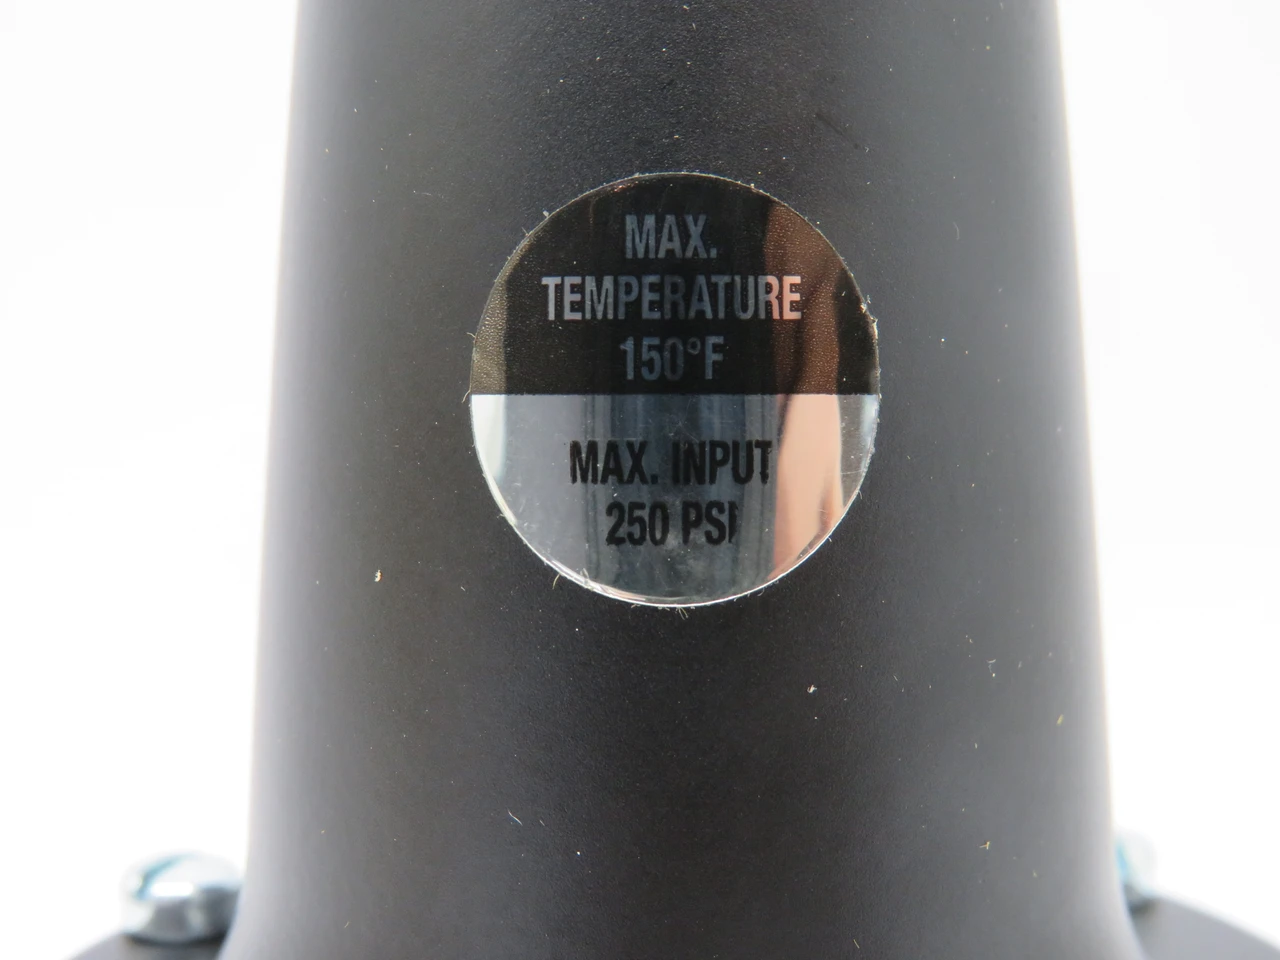 MAX.
TEMPERATURE
150°F
MAX. INPUT
250 PSI